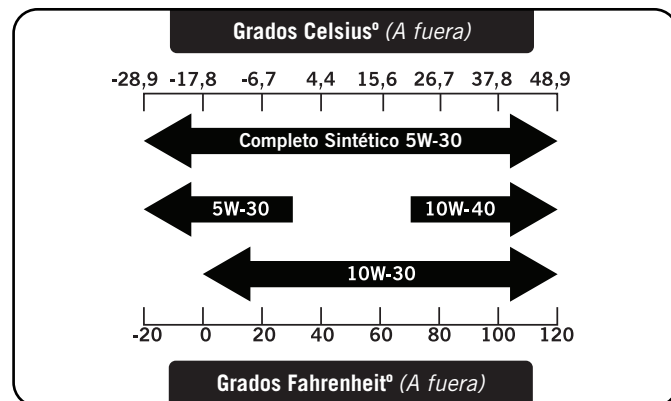 Grados Celsiusº (A fuera)
-28,9 -17,8 -6,7 4,4 15,6 26,7 37,8 48,9
Completo Sintético 5W-30
5W-30 10W-40
10W-30
-20 0 20 40 60 80 100 120
Grados Fahrenheitº (A fuera)